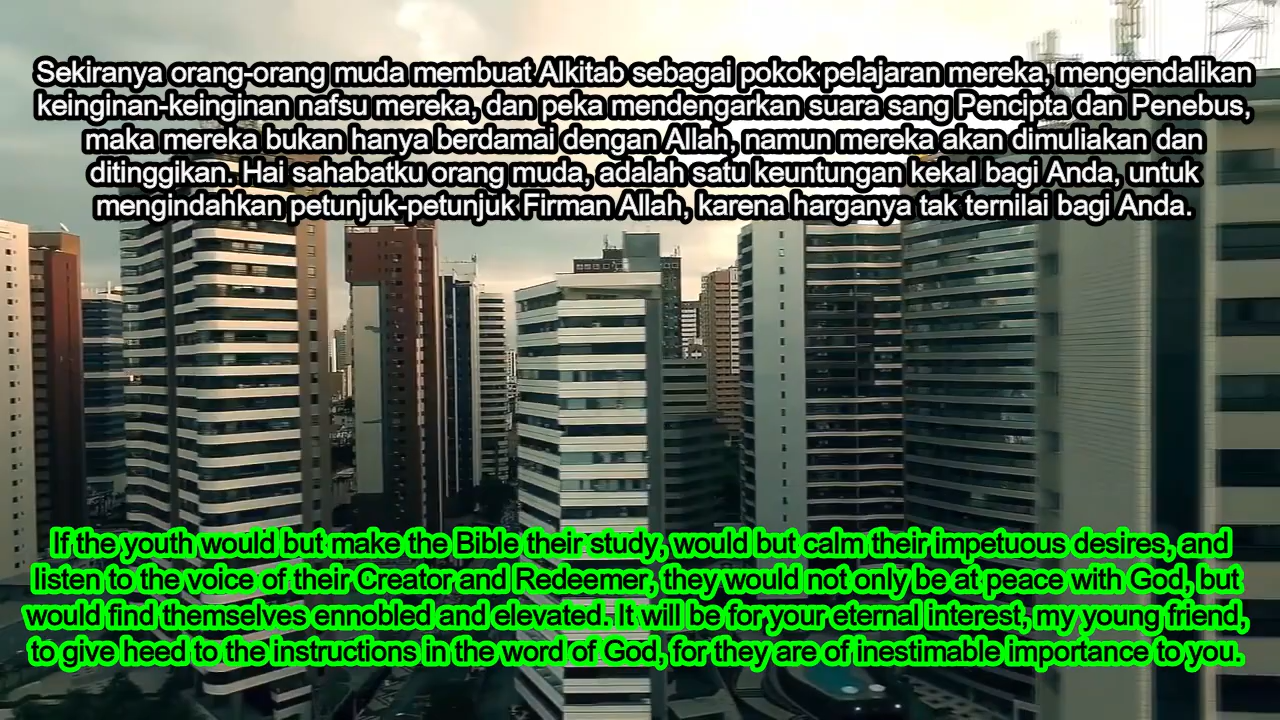 Sekiranya orang-orang muda membuat Alkitab sebagai pokok pelajaran mereka, mengendalikan
keinginan-keinginan nafsu mereka, dan peka mendengarkan suara sang Pencipta dan Penebus,
maka mereka bukan hanya berdamai dengan Allah, namun mereka akan dimuliakan dan
ditinggikan. Hai sahabatku orang muda, adalah satu keuntungan kekal bagi Anda, untuk
mengindahkan petunjuk-petunjuk Firman Allah, karena harganya tak ternilai bagi Anda.
If the youth would but make the Bible their study, would but calm their impetuous desires, and
listen to the voice of their Creator and Redeemer, they would not only be at peace with God, but
would find themselves ennobled and elevated. It will be for your eternal interest, my young friend,
to give heed to the instructions in the word of God, for they are of inestimable importance to you.